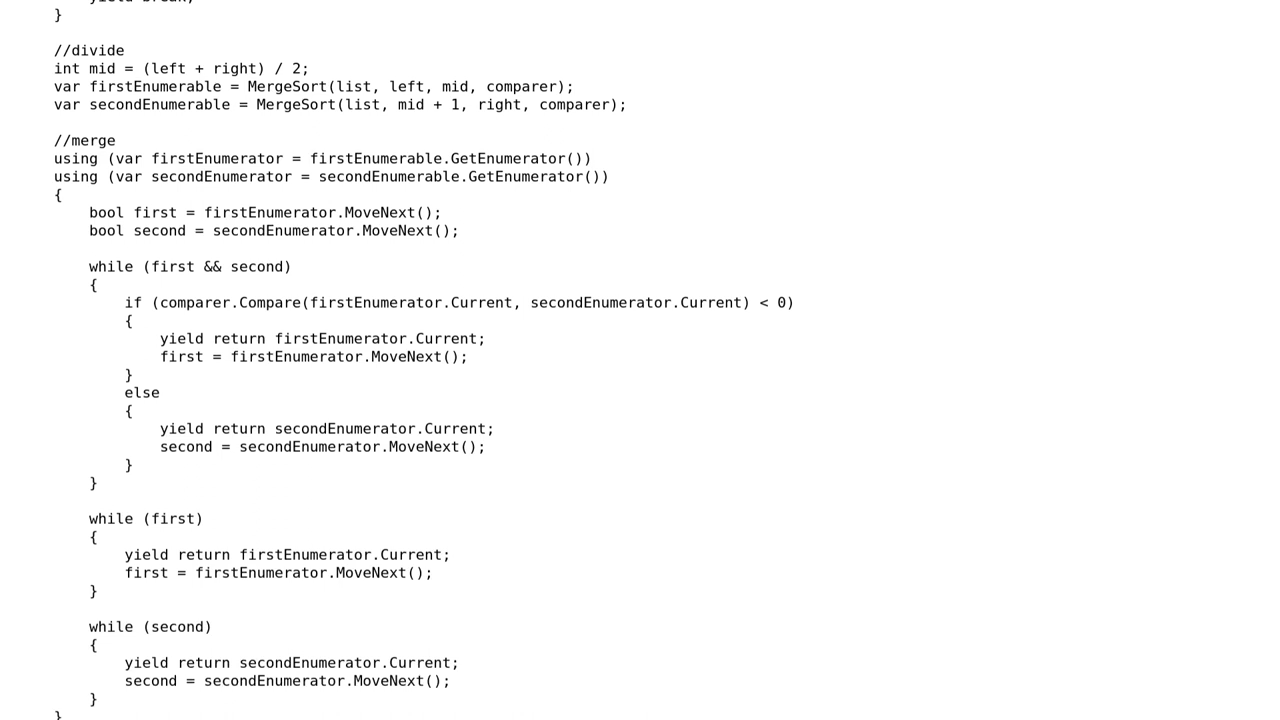 }
//divide
int mid = (left + right) / 2;
var firstEnumerable = MergeSort(list, left, mid, comparer);
var secondEnumerable = MergeSort(list, mid + 1, right, comparer);
//merge
using (var firstEnumerator = firstEnumerable.GetEnumerator())
using (var secondEnumerator = secondEnumerable.GetEnumerator())
{
bool first = firstEnumerator.MoveNext();
bool second = secondEnumerator.MoveNext();
while (first && second)
{
if (comparer.Compare(firstEnumerator.Current, secondEnumerator.Current) < 0)
{
yield return firstEnumerator.Current;
first = firstEnumerator.MoveNext();
}
else
{
yield return secondEnumerator.Current;
second = secondEnumerator.MoveNext();
}
}
while (first)
{
yield return firstEnumerator.Current;
first = firstEnumerator.MoveNext();
}
while (second)
{
yield return secondEnumerator.Current;
second = secondEnumerator.MoveNext();
}
}